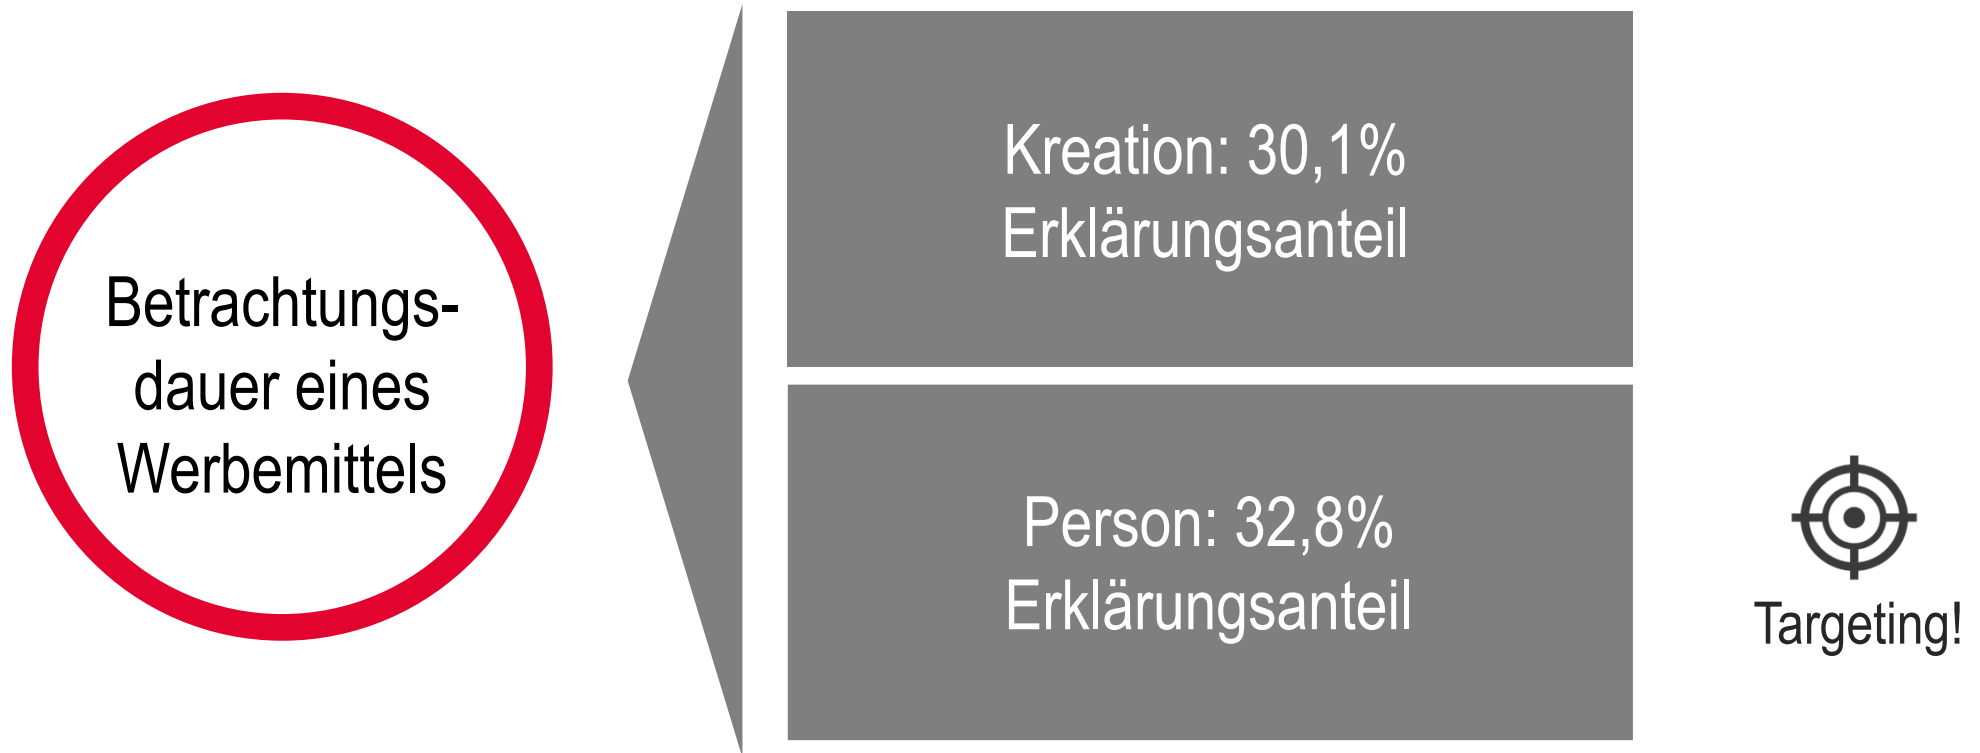 Betrachtungs-
dauer eines
Werbemittels
Kreation: 30,1%
Erklärungsanteil
Person: 32,8%
Erklärungsanteil
Targeting!